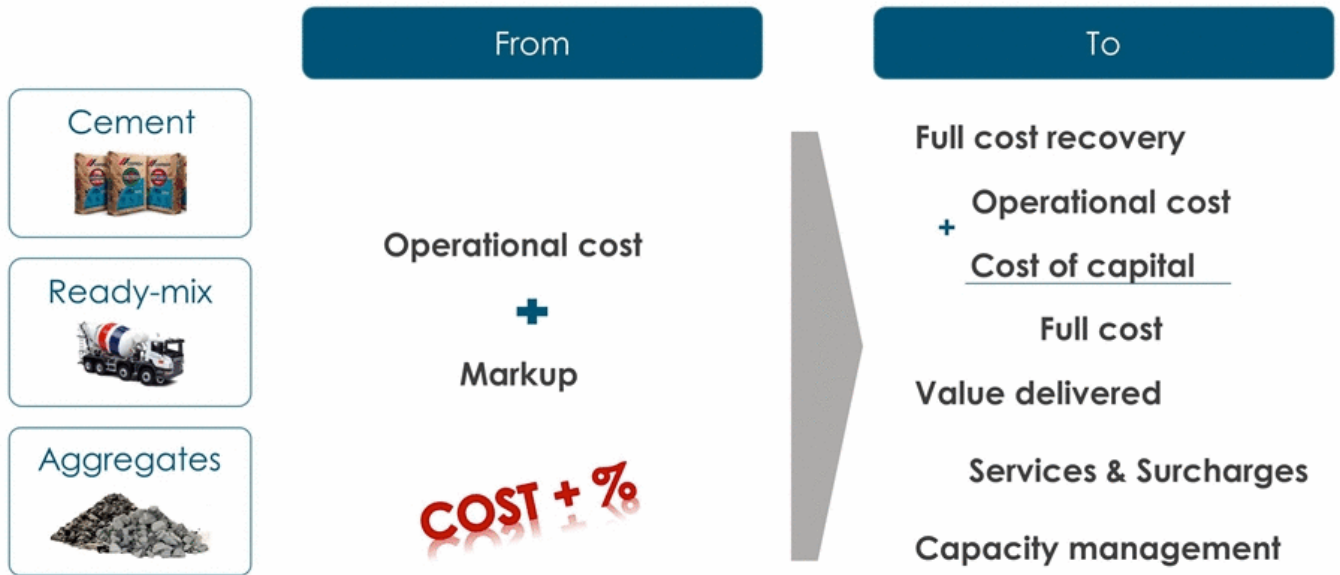 From
To
Cement
Ready-mix
Aggregates
Operational cost
+
Markup
COST + %
Full cost recovery
Operational cost
+
Cost of capital
Full cost
Value delivered
Services & Surcharges
Capacity management